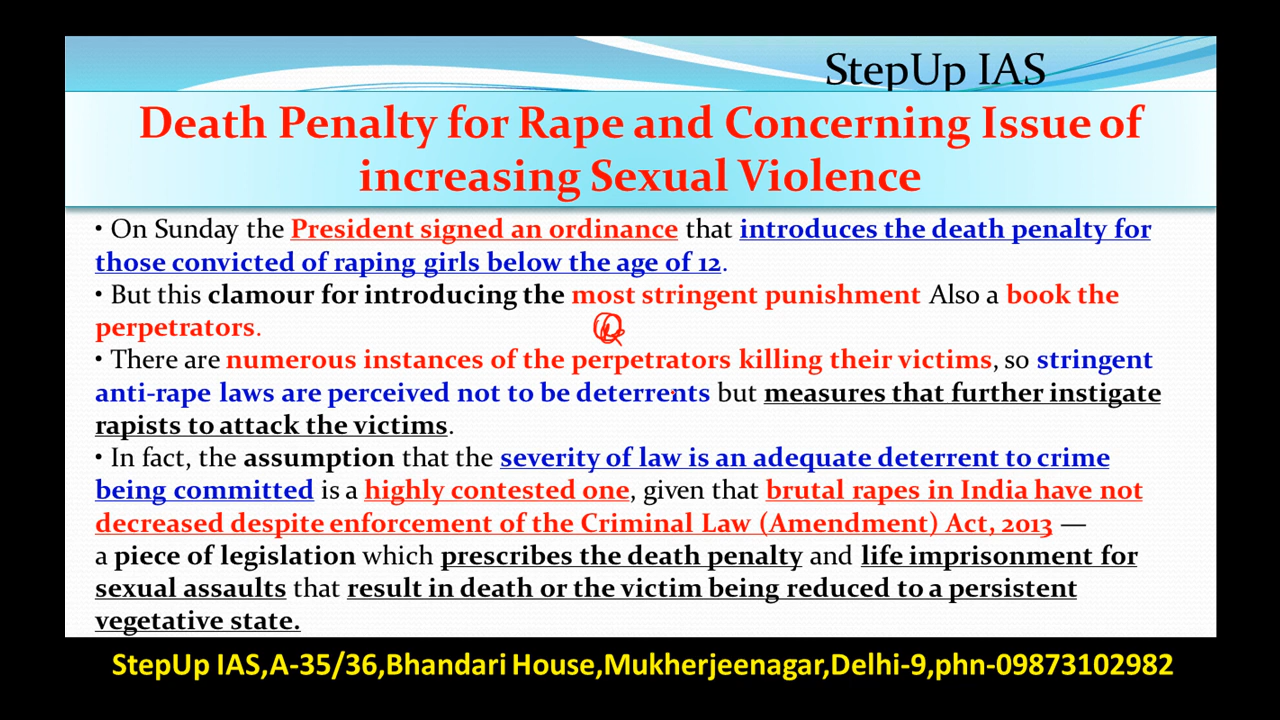 StepUp IAS
Death Penalty for Rape and Concerning Issue of
increasing Sexual Violence
• On Sunday the President signed an ordinance that introduces the death penalty for
those convicted of raping girls below the age of 12.
• But this clamour for introducing the most stringent punishment Also a book the
perpetrators.
• There are numerous instances of the perpetrators killing their victims, so stringent
anti-rape laws are perceived not to be deterrents but measures that further instigate
rapists to attack the victims.
• In fact, the assumption that the severity of law is an adequate deterrent to crime
being committed is a highly contested one, given that brutal rapes in India have not
decreased despite enforcement of the Criminal Law (Amendment) Act, 2013 —
a piece of legislation which prescribes the death penalty and life imprisonment for
sexual assaults that result in death or the victim being reduced to a persistent
vegetative state.
StepUp IAS,A-35/36,Bhandari House,Mukherjeenagar,Delhi-9,phn-09873102982